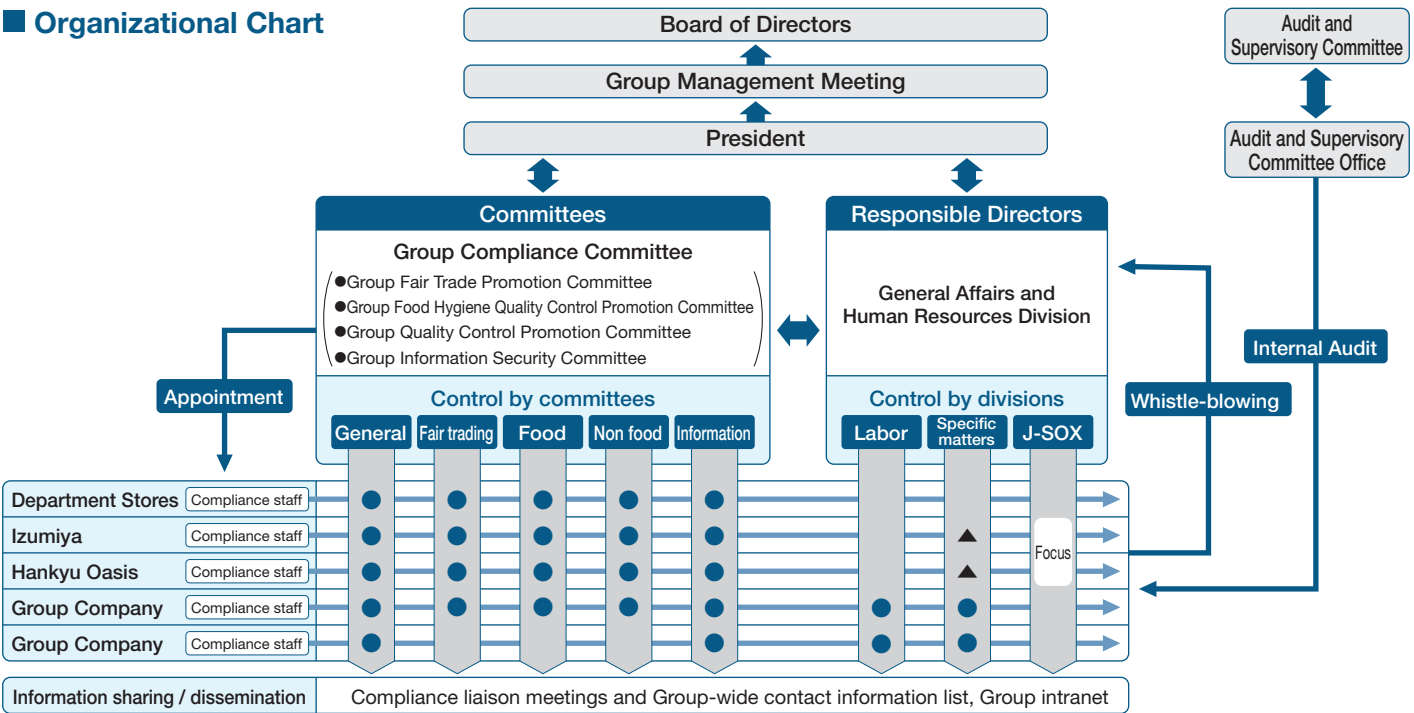 ■ Organizational Chart
Board of Directors
Group Management Meeting
President
Audit and
Supervisory Committee
Audit and Supervisory
Committee Office
Committees
Group Compliance Committee
●Group Fair Trade Promotion Committee
●Group Food Hygiene Quality Control Promotion Committee
●Group Quality Control Promotion Committee
●Group Information Security Committee
Responsible Directors
General Affairs and
Human Resources Division
Appointment
Internal Audit
Whistle-blowing
Control by committees
General
Fair trading
Food
Non food
Information
Control by divisions
Labor
Specific
matters
J-SOX
Department Stores
Compliance staff
Izumiya
Compliance staff
Focus
Hankyu Oasis
Compliance staff
Group Company
Compliance staff
Group Company
Compliance staff
Information sharing / dissemination
Compliance liaison meetings and Group-wide contact information list, Group intranet